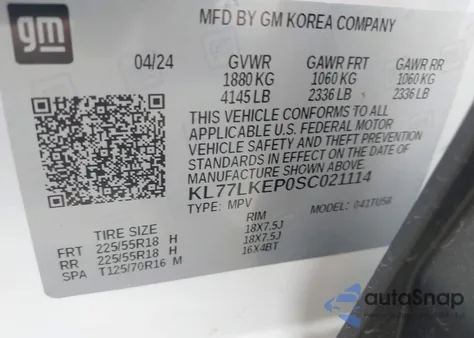 gm
MFD BY GM KOREA COMPANY
04/24 GVWR GAWR FRT GAWR RR
1880 KG 1060 KG 1060 KG
4145 LB 2336 LB 2336 LB
THIS VEHICLE CONFORMS TO ALL
APPLICABLE U.S. FEDERAL MOTOR
VEHICLE SAFETY AND THEFT PREVENTION
STANDARDS IN EFFECT ON THE DATE OF
MANUFACTURE SHOWN ABOVE.
KL77LKEP0SC021114
TYPE: MPV MODEL: 041TU58
TIRE SIZE RIM
FRT 225/55R18 H 18X7.5J
RR 225/55R18 H 18X7.5J
SPA T125/70R16 M 16X4BT
autoSnap